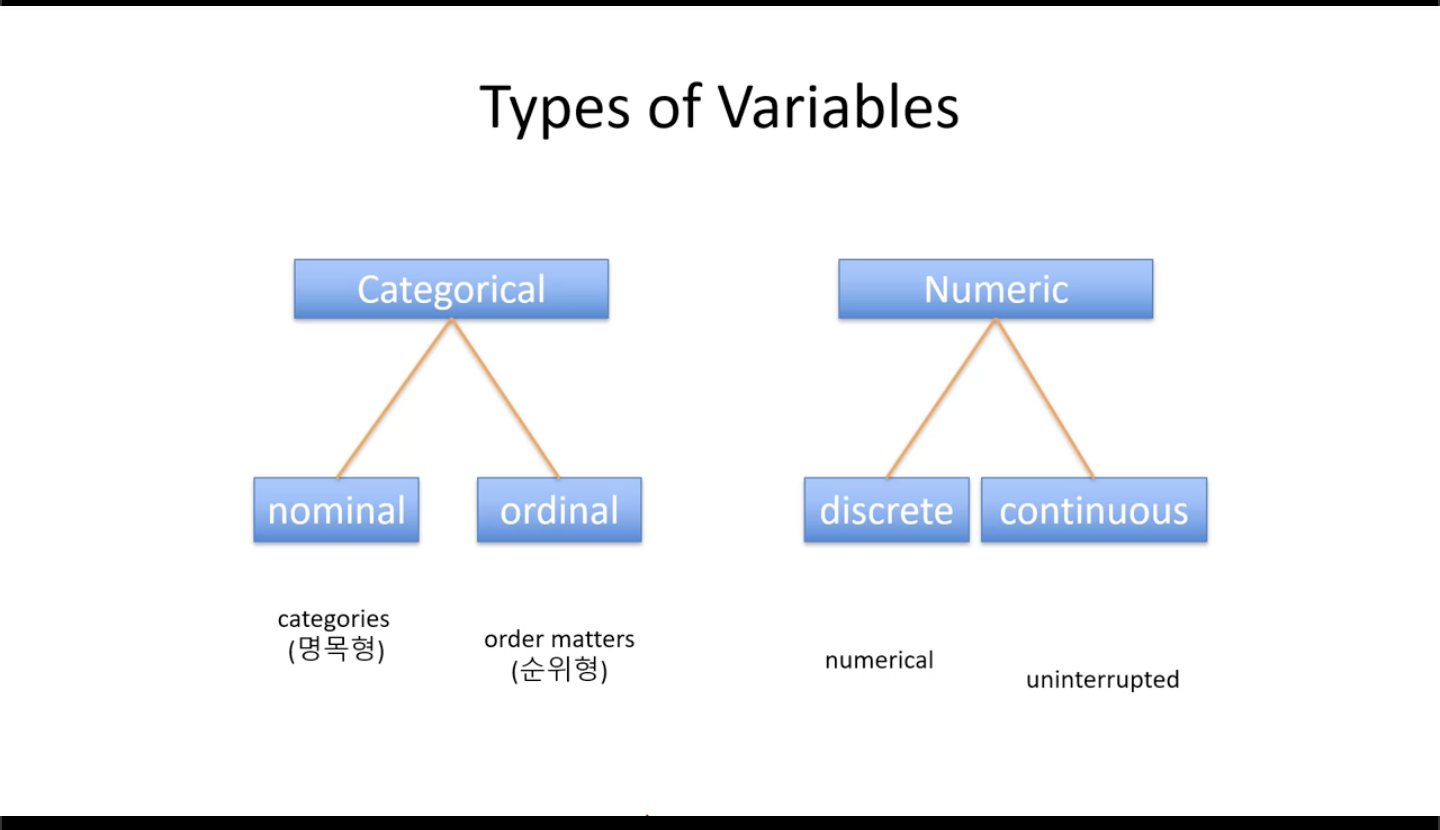 Types of Variables
Categorical
Numeric
nominal
ordinal
discrete
continuous
categories
(명목형)
order matters
(순위형)
numerical
uninterrupted